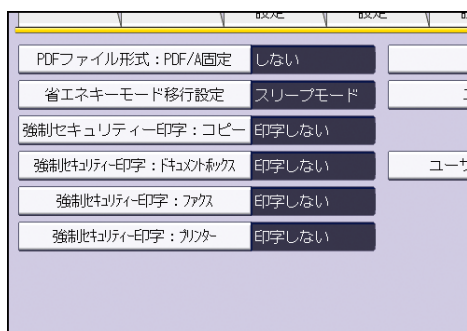 設定 設定
PDFファイル形式：PDF/A固定 しない
省エネキーモード移行設定 スリープモード
強制セキュリティー印字：コピー 印字しない
強制セキュリティー印字：ドキュメントボックス 印字しない
ユーザ
強制セキュリティー印字：ファクス 印字しない
強制セキュリティー印字：プリンター 印字しない